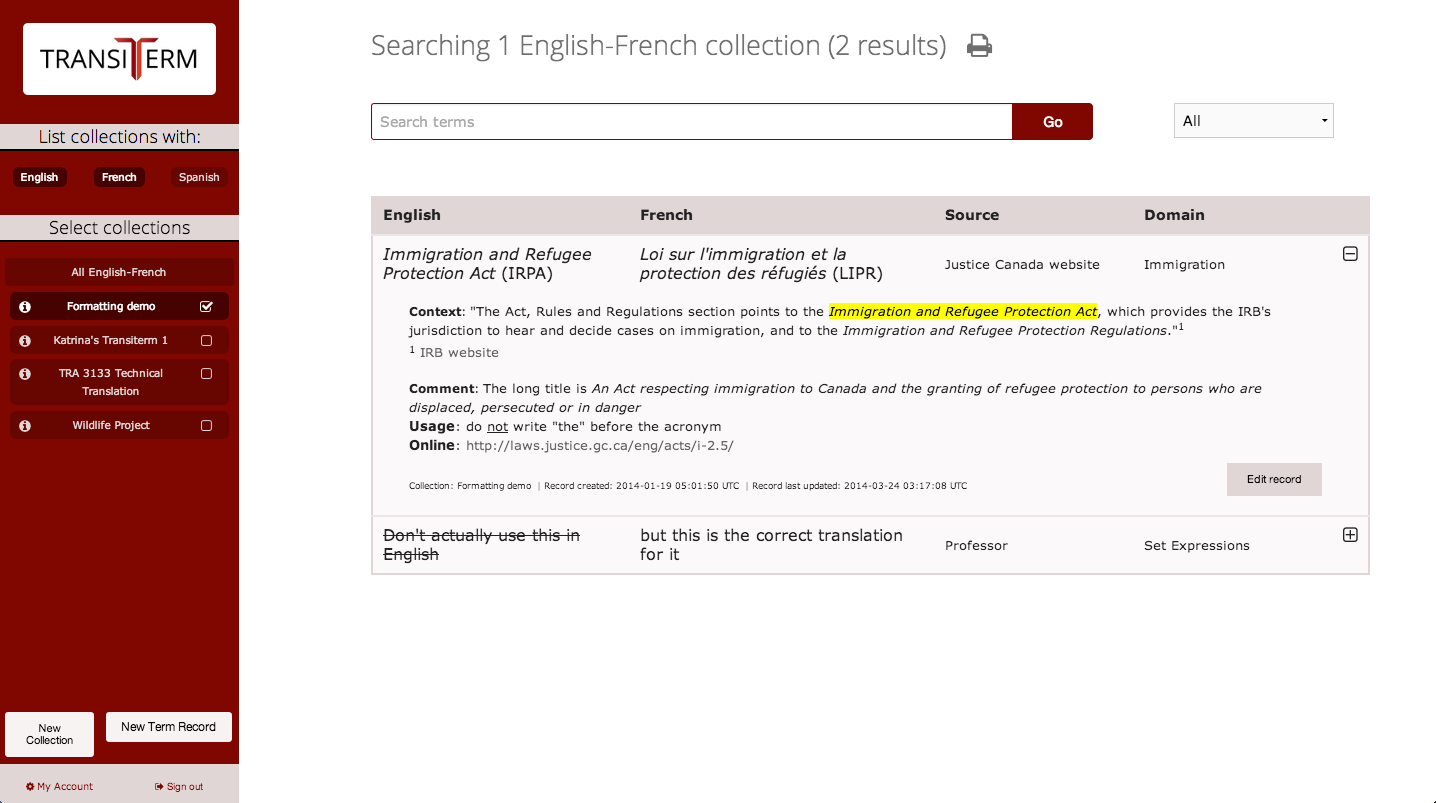 TRANSITERM
List collections with:
English French Spanish
Select collections
All English-French
Formatting demo
Katrina's Transiterm 1
TRA 3133 Technical
Translation
Wildlife Project
New
Collection
New Term Record
My Account
Sign out
Searching 1 English-French collection (2 results)
Search terms
Go
All
English French Source Domain
Immigration and Refugee
Protection Act (IRPA)
Loi sur l'immigration et la
protection des réfugiés (LIPR)
Justice Canada website
Immigration
Context: "The Act, Rules and Regulations section points to the Immigration and Refugee Protection Act, which provides the IRB's
jurisdiction to hear and decide cases on immigration, and to the Immigration and Refugee Protection Regulations."¹
¹ IRB website
Comment: The long title is An Act respecting immigration to Canada and the granting of refugee protection to persons who are
displaced, persecuted or in danger
Usage: do not write "the" before the acronym
Online: http://laws.justice.gc.ca/eng/acts/i-2.5/
Collection: Formatting demo | Record created: 2014-01-19 05:01:50 UTC | Record last updated: 2014-03-24 03:17:08 UTC
Edit record
Don't actually use this in
English
but this is the correct translation
for it
Professor
Set Expressions